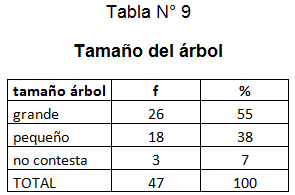 Tabla N° 9
Tamaño del árbol
tamaño árbol f %
grande 26 55
pequeño 18 38
no contesta 3 7
TOTAL 47 100